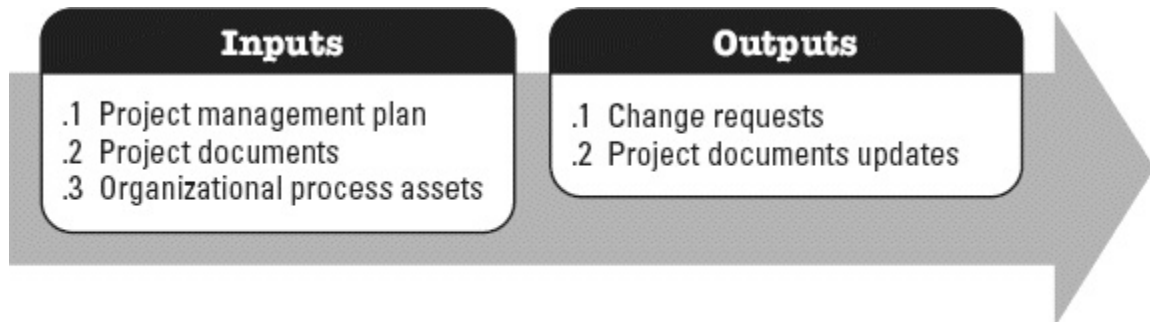 Inputs
.1 Project management plan
.2 Project documents
.3 Organizational process assets
Outputs
.1 Change requests
.2 Project documents updates